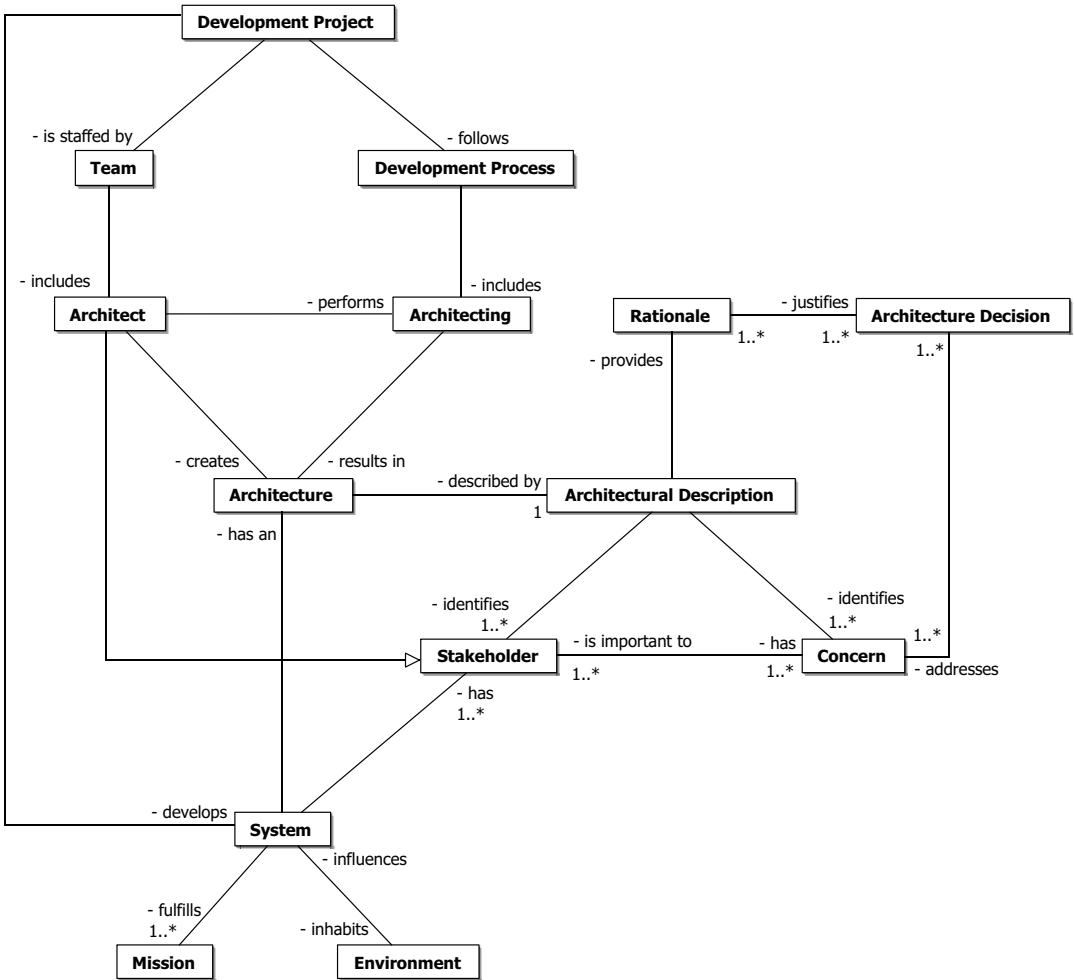 Development Project
- is staffed by
- follows
Team
Development Process
- includes
- includes
Architect
- performs
Architecting
Rationale
- justifies
1..*
1..*
Architecture Decision
1..*
- provides
- creates
- results in
Architecture
- described by
1
Architectural Description
- has an
- identifies
1..*
- identifies
1..*
1..*
Stakeholder
- is important to
1..*
- has
1..*
Concern
- addresses
- has
1..*
- develops
System
- influences
- fulfills
1..*
- inhabits
Mission
Environment